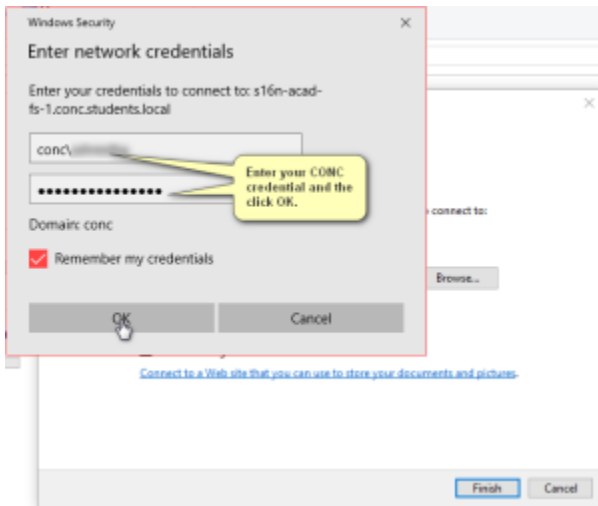 Windows Security
Enter network credentials
Enter your credentials to connect to: s16n-acad-
fs-1.conc.students.local
conc\
Enter your CONC
credential and the
click OK.
Domain: conc
connect to:
Remember my credentials
Browse...
OK
Cancel
Connect to a Web site that you can use to store your documents and pictures.
Finish
Cancel